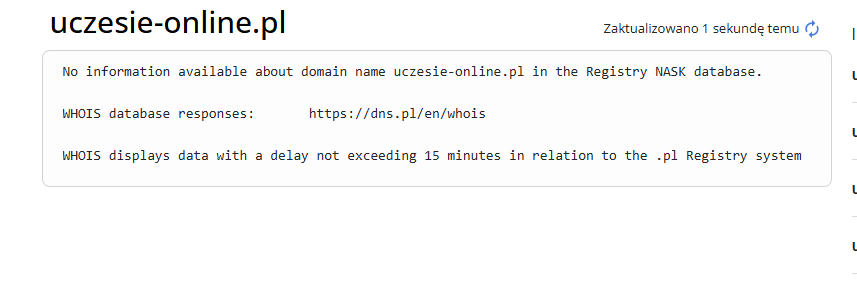 uczesie-online.pl
Zaktualizowano 1 sekundę temu
No information available about domain name uczesie-online.pl in the Registry NASK database.
WHOIS database responses: https://dns.pl/en/whois
WHOIS displays data with a delay not exceeding 15 minutes in relation to the .pl Registry system